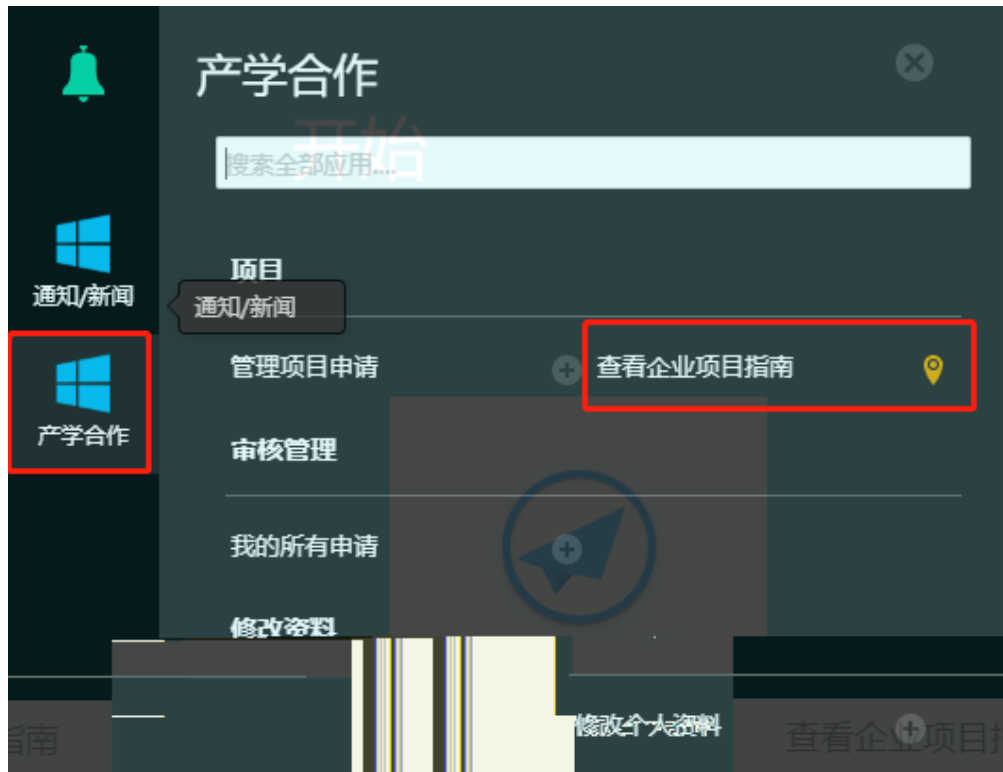 产学合作
开始
搜索全部应用....
项目
通知/新闻
通知/新闻
管理项目申请
查看企业项目指南
产学合作
审核管理
我的所有申请
修改资料
修改个人资料
指南
查看企业项目指